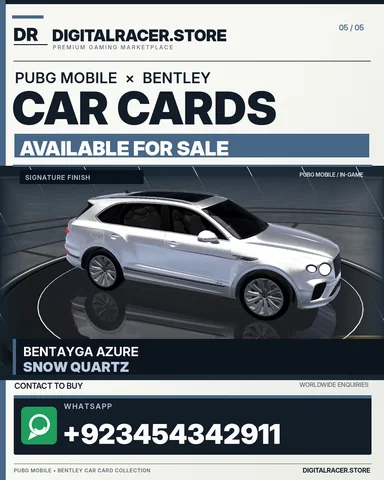 DR DIGITALRACER.STORE
PREMIUM GAMING MARKETPLACE
05 / 05
PUBG MOBILE × BENTLEY
CAR CARDS
AVAILABLE FOR SALE
SIGNATURE FINISH
PUBG MOBILE / IN-GAME
BENTAYGA AZURE
SNOW QUARTZ
CONTACT TO BUY
WORLDWIDE ENQUIRIES
WHATSAPP
+923454342911
PUBG MOBILE × BENTLEY CAR CARD COLLECTION
DIGITALRACER.STORE